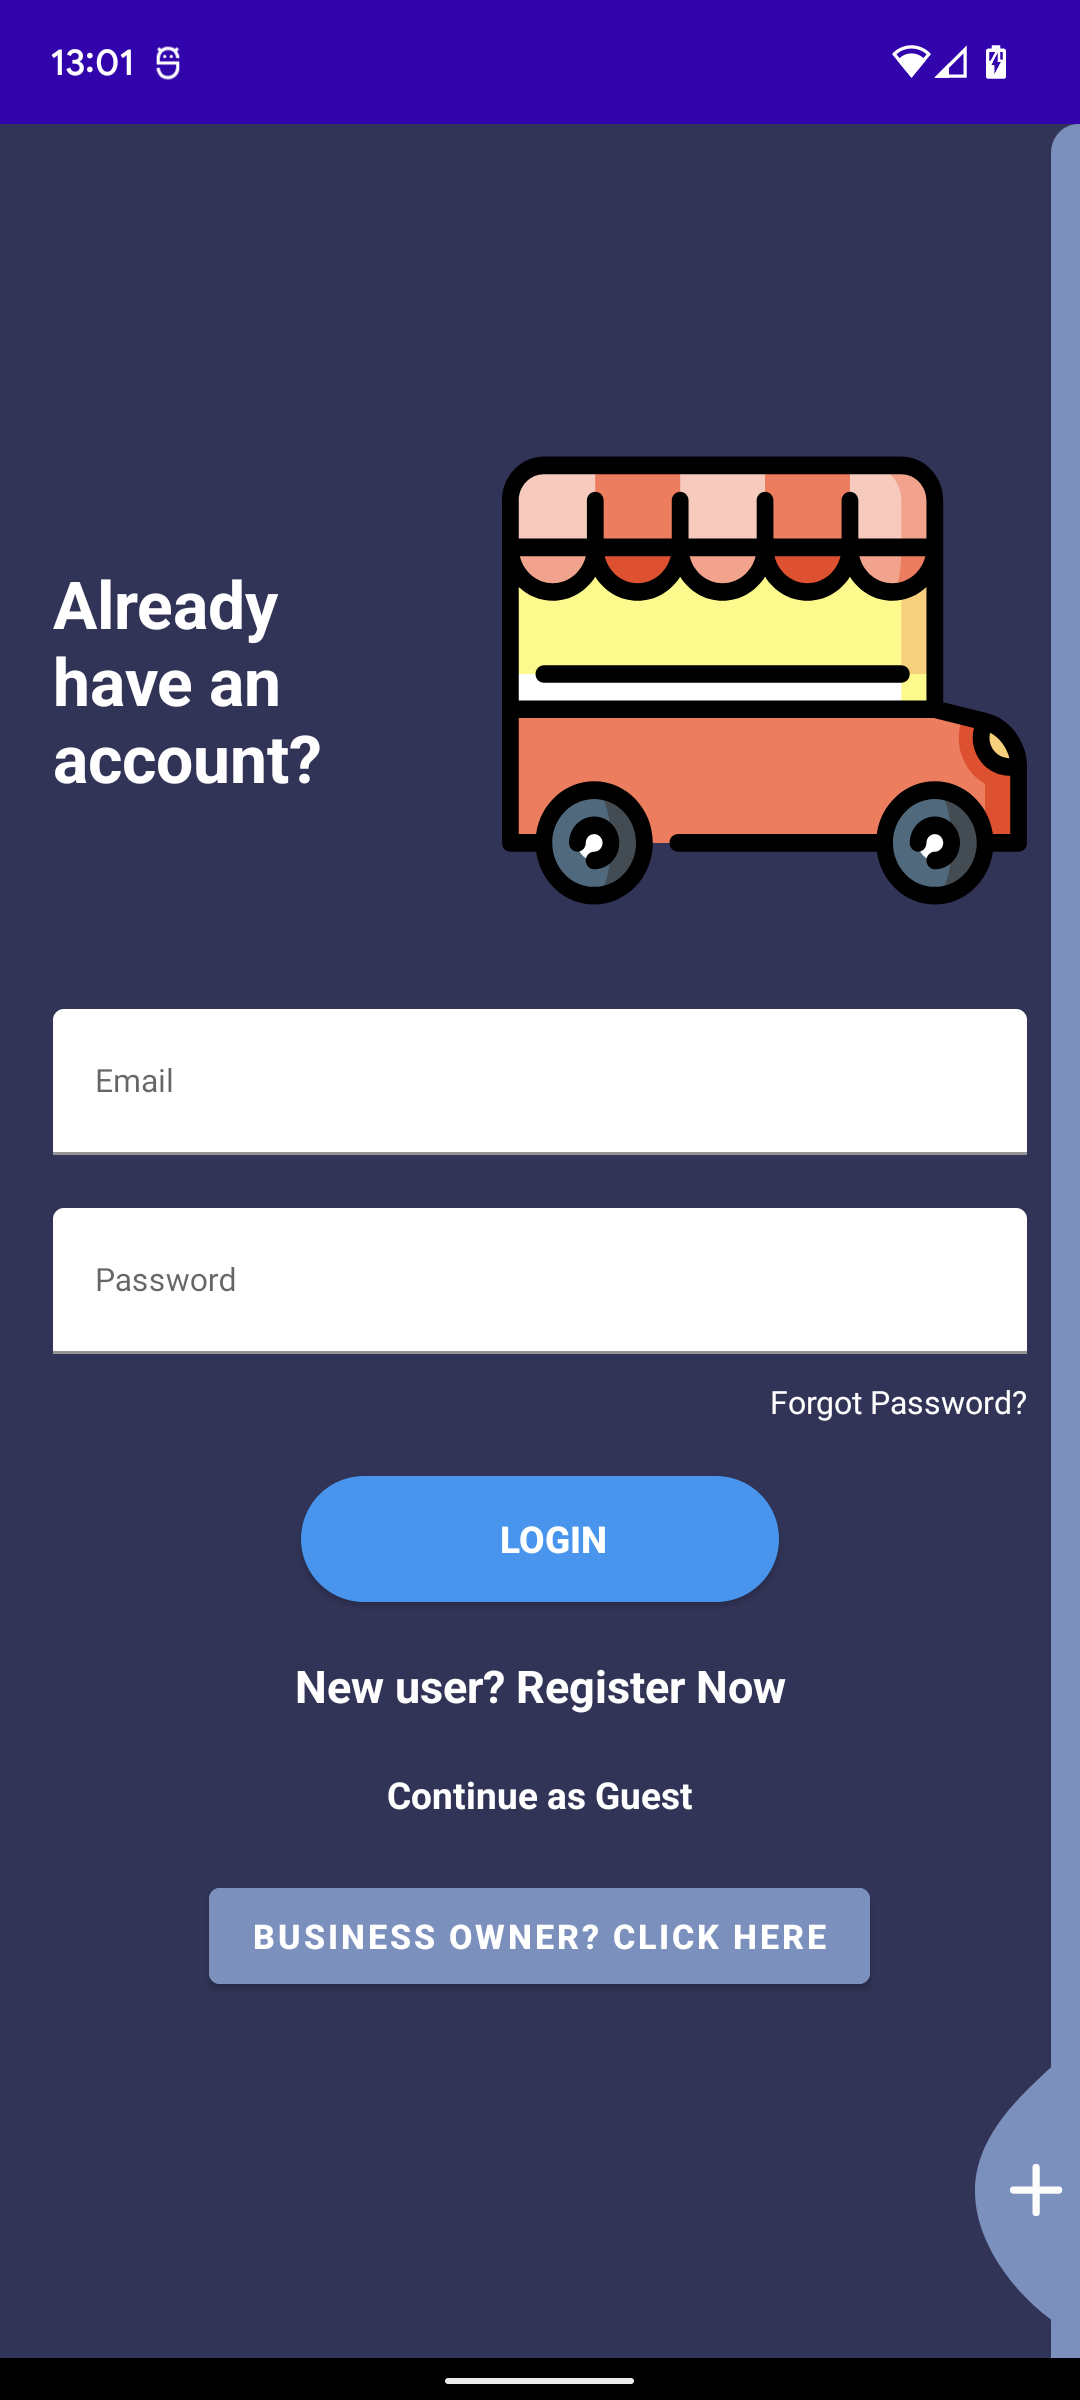 13:01
Already
have an
account?
Email
Password
Forgot Password?
LOGIN
New user? Register Now
Continue as Guest
BUSINESS OWNER? CLICK HERE